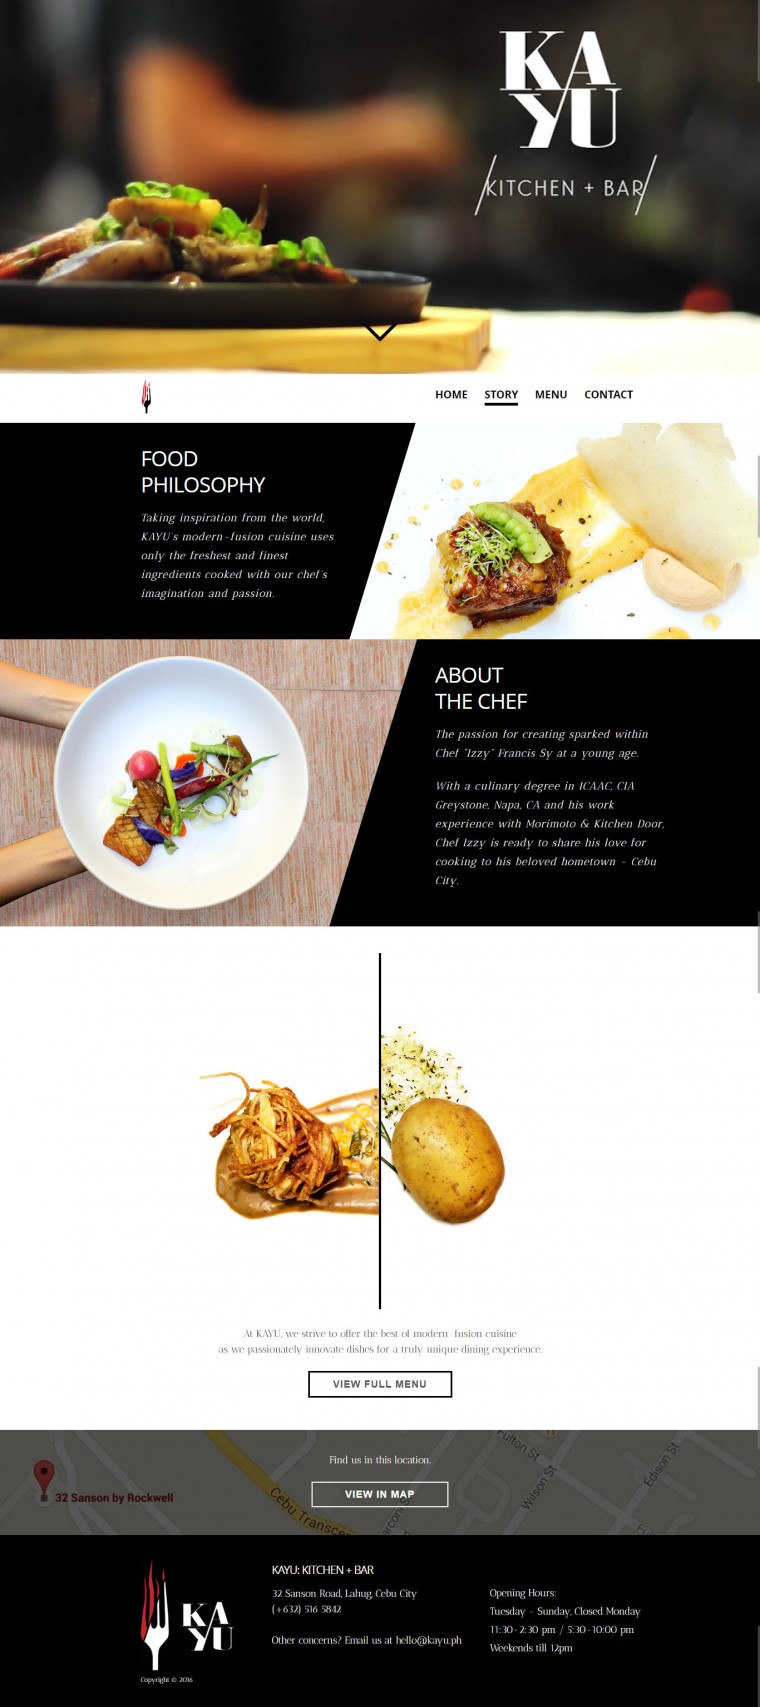 KA
YU
KITCHEN + BAR
HOME STORY MENU CONTACT
FOOD
PHILOSOPHY
Taking inspiration from the world,
KAYU's modern-fusion cuisine uses
only the freshest and finest
ingredients cooked with our chef's
imagination and passion.
ABOUT
THE CHEF
The passion for creating sparked within
Chef "Izzy" Francis Sy at a young age.
With a culinary degree in ICAAC, CIA
Greystone, Napa, CA and his work
experience with Morimoto & Kitchen Door,
Chef Izzy is ready to share his love for
cooking to his beloved hometown - Cebu
City.
At KAYU, we strive to offer the best of modern-fusion cuisine
as we passionately innovate dishes for a truly unique dining experience.
VIEW FULL MENU
Fulton St
Wilson St
Edison St
Find us in this location.
32 Sanson by Rockwell
VIEW IN MAP
KA
YU
Copyright © 2016
KAYU: KITCHEN + BAR
32 Sanson Road, Lahug, Cebu City
(+632) 516 5842
Other concerns? Email us at hello@kayu.ph
Opening Hours:
Tuesday - Sunday, Closed Monday
11:30-2:30 pm / 5:30-10:00 pm
Weekends till 12pm